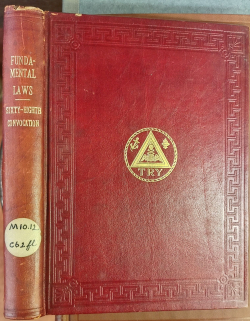 FUNDA-
MENTAL
LAWS
SIXTY-EIGHTH
CONVOCATION
M10.12
C62fl
TRY